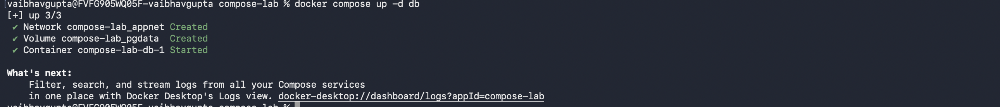 [vaibhavgupta@FVFG905WQ05F-vaibhavgupta compose-lab % docker compose up -d db
[+] up 3/3
✔ Network compose-lab_appnet Created
✔ Volume compose-lab_pgdata  Created
✔ Container compose-lab-db-1 Started
What's next:
Filter, search, and stream logs from all your Compose services
in one place with Docker Desktop's Logs view. docker-desktop://dashboard/logs?appId=compose-lab
vaibhavgupta@FVFG905WQ05F-vaibhavgupta compose-lab %